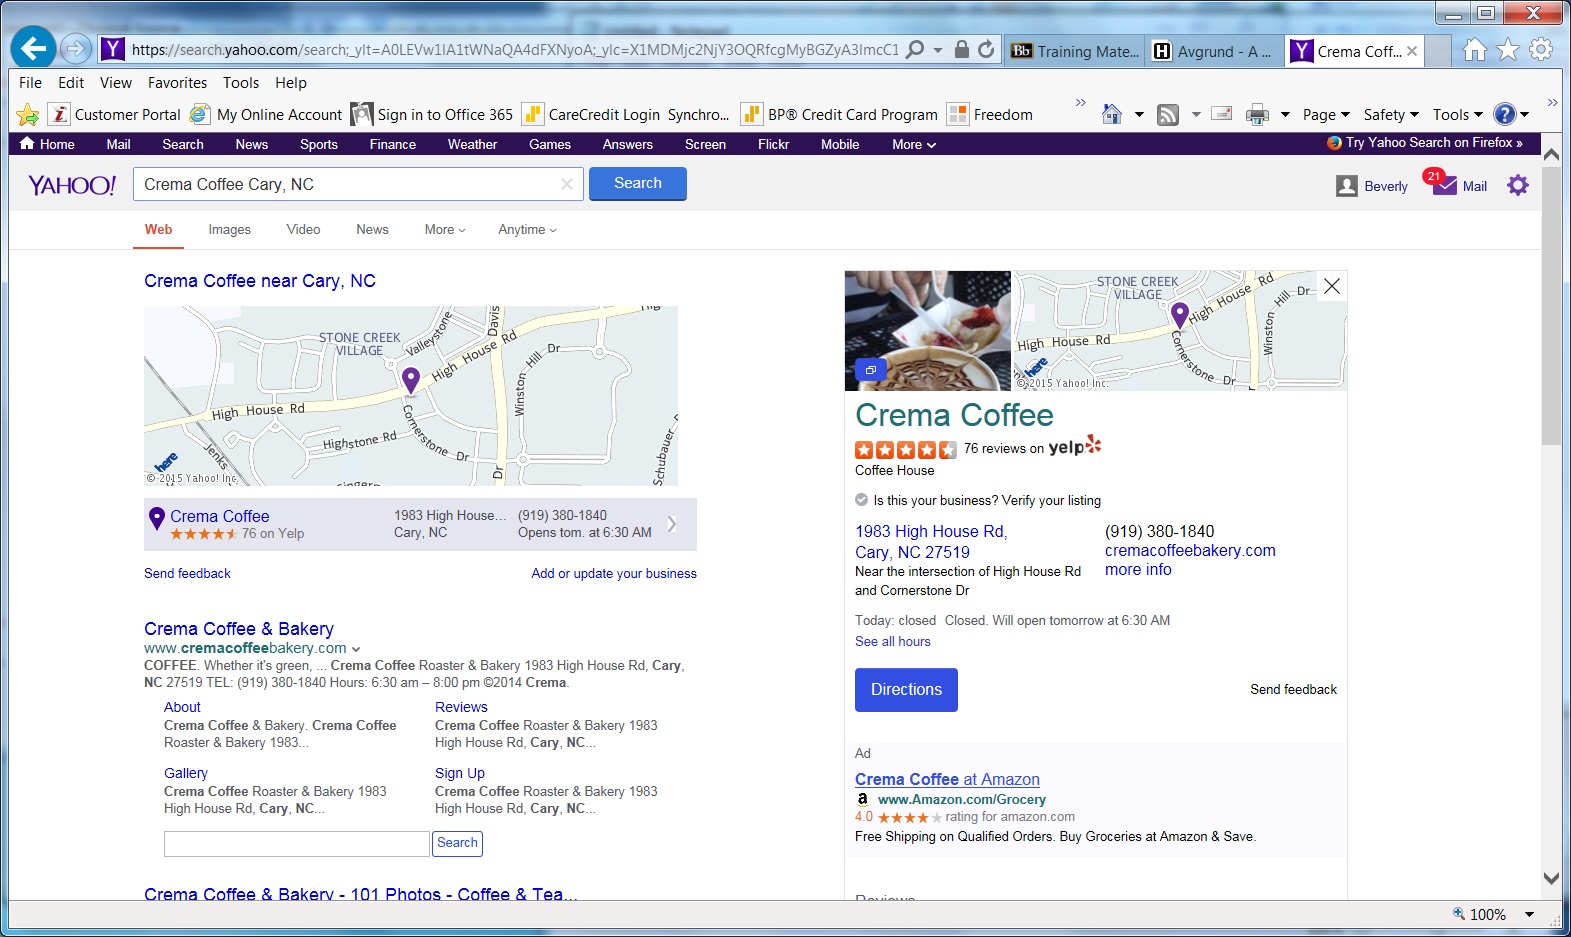 https://search.yahoo.com/search;_ylt=A0LEVw1IA1tWNaQA4dFXNyoA;_ylc=X1MDMjc2NjY3OQRfcgMyBGZyA3lmcC1
Bb Training Mate...
H Avgrund - A ...
Y Crema Coff...
File Edit View Favorites Tools Help
Customer Portal My Online Account Sign in to Office 365 CareCredit Login Synchro... BP® Credit Card Program Freedom
Page Safety Tools
Home Mail Search News Sports Finance Weather Games Answers Screen Flickr Mobile More
Try Yahoo Search on Firefox »
YAHOO!
Crema Coffee Cary, NC
Search
Beverly
21
Mail
Web Images Video News More Anytime
Crema Coffee near Cary, NC
STONE CREEK
VILLAGE
Valleystone
Davis
High House Rd
Winston Hill Dr
High House Rd
Cornerstone Dr
Highstone Rd
Jenks
Dr
Schubauer
here
© 2015 Yahoo! Inc.
Crema Coffee
76 on Yelp
1983 High House...
Cary, NC
(919) 380-1840
Opens tom. at 6:30 AM
Send feedback
Add or update your business
Crema Coffee & Bakery
www.cremacoffeebakery.com
COFFEE. Whether it's green, ... Crema Coffee Roaster & Bakery 1983 High House Rd, Cary,
NC 27519 TEL: (919) 380-1840 Hours: 6:30 am – 8:00 pm ©2014 Crema.
About
Crema Coffee & Bakery. Crema Coffee
Roaster & Bakery 1983...
Reviews
Crema Coffee Roaster & Bakery 1983
High House Rd, Cary, NC...
Gallery
Crema Coffee Roaster & Bakery 1983
High House Rd, Cary, NC...
Sign Up
Crema Coffee Roaster & Bakery 1983
High House Rd, Cary, NC...
Search
Crema Coffee & Bakery - 101 Photos - Coffee & Tea...
STONE CREEK
VILLAGE
High House Rd
Hill Dr
Winston
High House Rd
Cornerstone Dr
here
© 2015 Yahoo! Inc.
Crema Coffee
76 reviews on yelp
Coffee House
Is this your business? Verify your listing
1983 High House Rd,
Cary, NC 27519
Near the intersection of High House Rd
and Cornerstone Dr
(919) 380-1840
cremacoffeebakery.com
more info
Today: closed Closed. Will open tomorrow at 6:30 AM
See all hours
Directions
Send feedback
Ad
Crema Coffee at Amazon
a www.Amazon.com/Grocery
4.0 rating for amazon.com
Free Shipping on Qualified Orders. Buy Groceries at Amazon & Save.
Reviews
100%